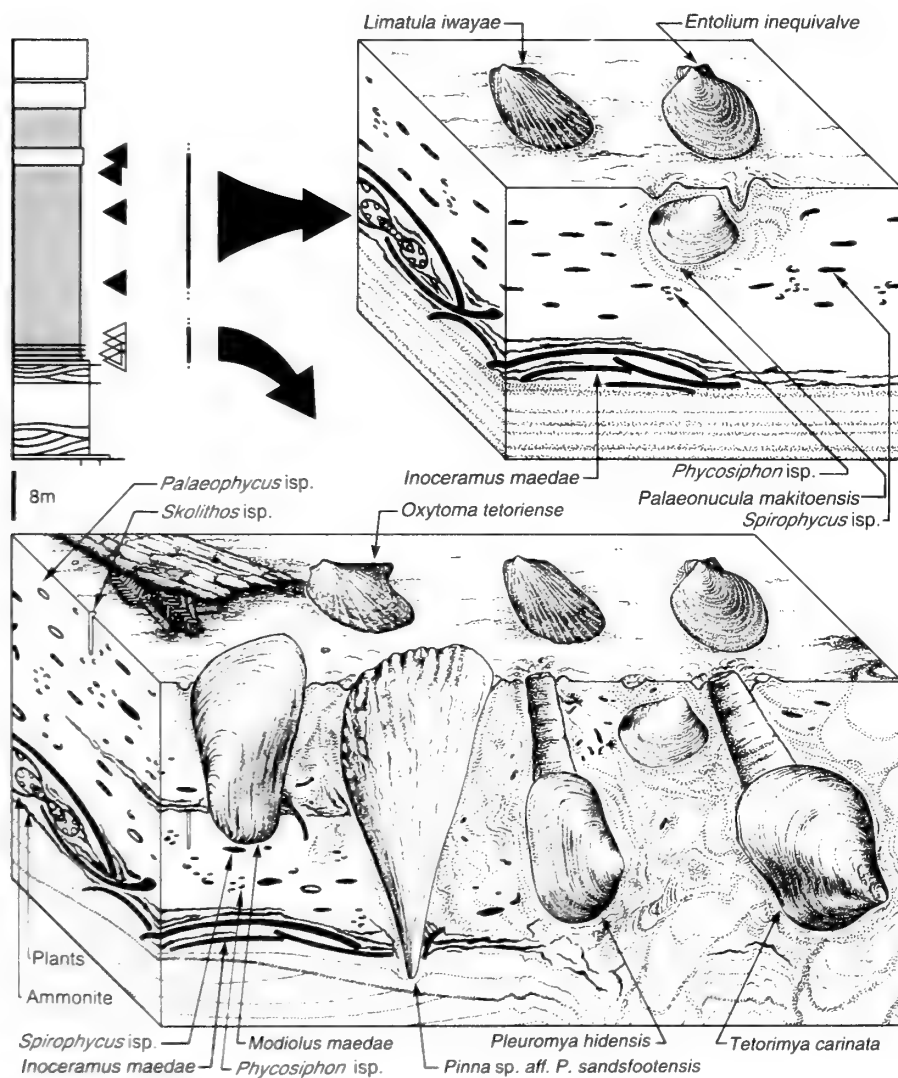 Limatula iwayae
Entolium inequivalve
Inoceramus maedae
Phycosiphon isp.
Palaeonucula makitoensis
Spirophycus isp.
8m
Palaeophycus isp.
Skolithos isp.
Oxytoma tetoriense
Plants
Ammonite
Spirophycus isp.
Inoceramus maedae
Modiolus maedae
Phycosiphon isp.
Pleuromya hidensis
Pinna sp. aff. P. sandsfootensis
Tetorimya carinata